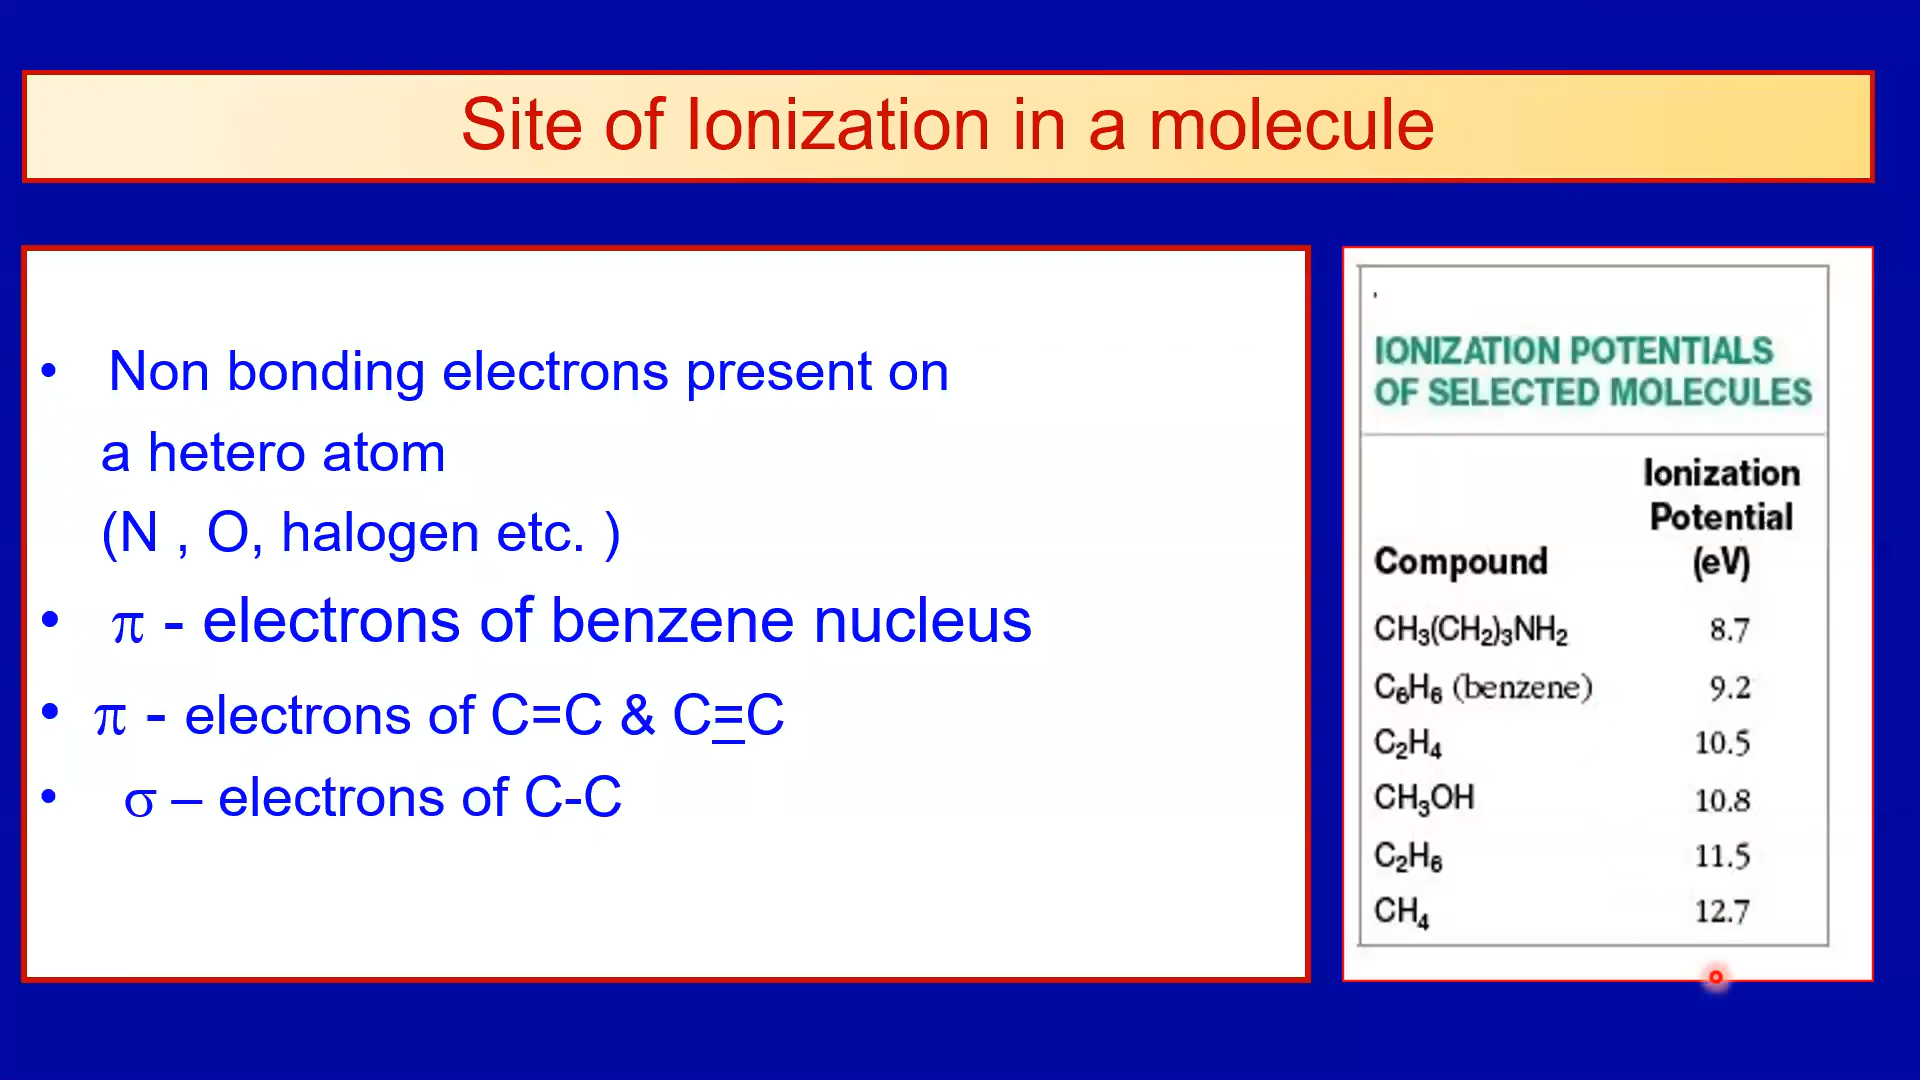 Site of Ionization in a molecule
• Non bonding electrons present on
a hetero atom
(N , O, halogen etc. )
• π - electrons of benzene nucleus
• π - electrons of C=C & C≡C
• σ – electrons of C-C
IONIZATION POTENTIALS
OF SELECTED MOLECULES
Ionization
Potential
Compound (eV)
CH₃(CH₂)₃NH₂ 8.7
C₆H₆ (benzene) 9.2
C₂H₄ 10.5
CH₃OH 10.8
C₂H₆ 11.5
CH₄ 12.7